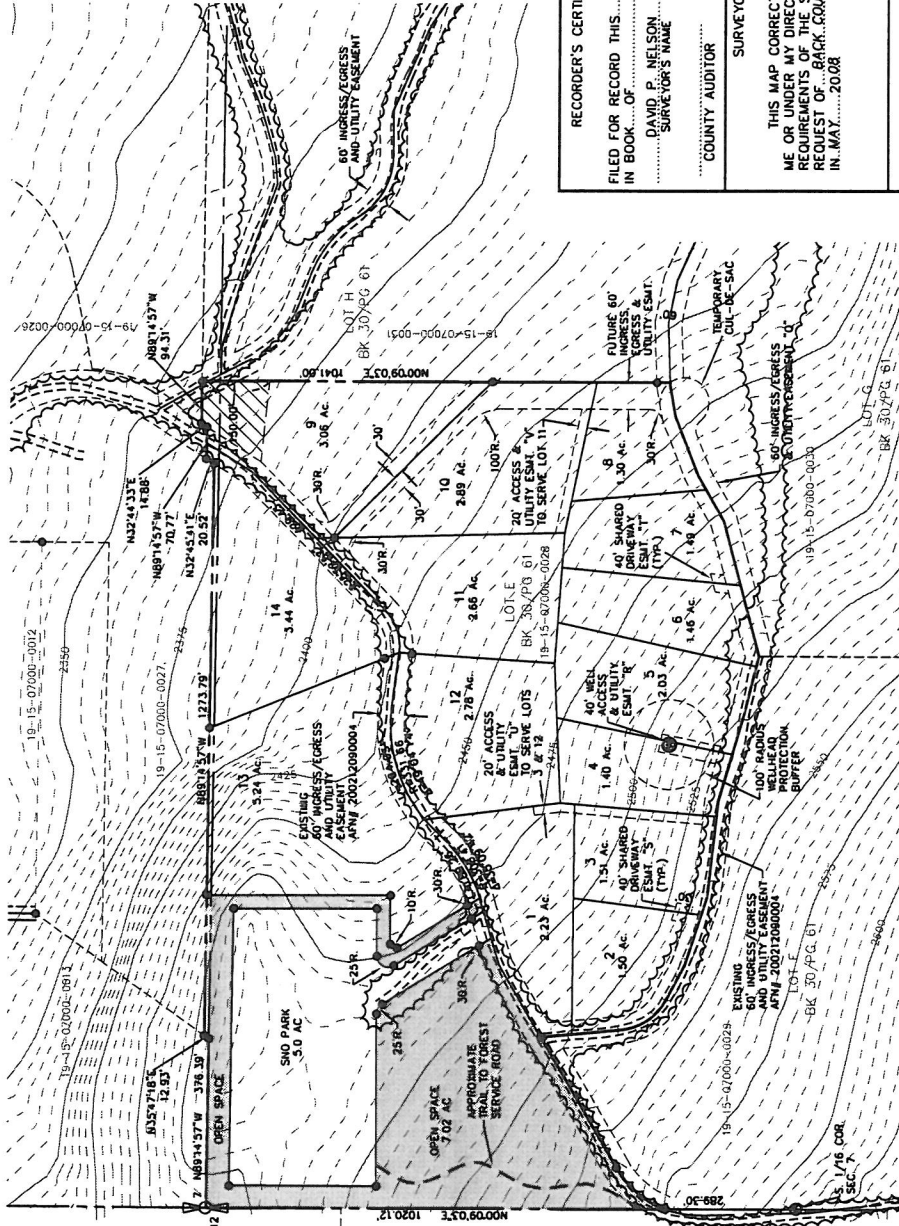 19-15-07000-0013
19-15-07000-0012
2350
19-15-07000-0027
2375
19-15-07000-0026
N35°47'18"E
12.93'
N89°14'57"W 376.39'
OPEN SPACE
N89°14'57"W 1273.79'
N32°45'41"E
20.52'
N89°14'57"W
70.77'
N32°44'33"E
14.88'
N89°14'57"W
94.31'
60' INGRESS/EGRESS
AND UTILITY EASEMENT
LOT H
BK 30/PG 61
19-15-07000-0031
N00°09'03"E 1041.60'
SNO PARK
5.0 AC
13
5.24 Ac.
2425
EXISTING
60' INGRESS/EGRESS
AND UTILITY
EASEMENT
AFN# 200212090004
14
3.44 Ac.
2400
9
3.06 Ac.
30'R.
30'
30'
30'R.
10
2.89 Ac.
100'R.
N00°09'03"E 1020.12'
OPEN SPACE
7.02 AC
APPROXIMATE
TRAIL TO FOREST
SERVICE ROAD
25'R.
25'R.
10'R.
30'R.
30'R.
12
2.78 Ac.
2450
20' ACCESS
& UTILITY
ESMT. "U"
TO SERVE LOTS
3 & 12
2475
11
2.66 Ac.
LOT E
BK 30/PG 61
19-15-07000-0028
20' ACCESS &
UTILITY ESMT. "V"
TO SERVE LOT 11
8
1.30 Ac.
30'R.
FUTURE 60'
INGRESS,
EGRESS &
UTILITY ESMT.
1
2.23 Ac.
2
1.50 Ac.
3
1.51 Ac.
40' SHARED
DRIVEWAY
ESMT. "S"
(TYP.)
4
1.40 Ac.
2500
2525
40' WELL
ACCESS
& UTILITY
ESMT. "R"
5
2.03 Ac.
6
1.46 Ac.
40' SHARED
DRIVEWAY
ESMT. "T"
(TYP.)
7
1.49 Ac.
TEMPORARY
CUL-DE-SAC
60' INGRESS/EGRESS
& UTILITY EASEMENT "Q"
100' RADIUS
WELLHEAD
PROTECTION
BUFFER
EXISTING
60' INGRESS/EGRESS
AND UTILITY EASEMENT
AFN# 200212090004
19-15-07000-0029
LOT F
BK 30/PG 61
2550
2575
2600
19-15-07000-0030
LOT G
BK 30/PG 61
289.30'
S. 1/16 COR.
SEC. 7
RECORDER'S CERTI
FILED FOR RECORD THIS
IN BOOK OF
DAVID P. NELSON
SURVEYOR'S NAME
COUNTY AUDITOR
SURVEYO
THIS MAP CORRECT
ME OR UNDER MY DIREC
REQUIREMENTS OF THE S
REQUEST OF BACK COU
IN MAY 2008